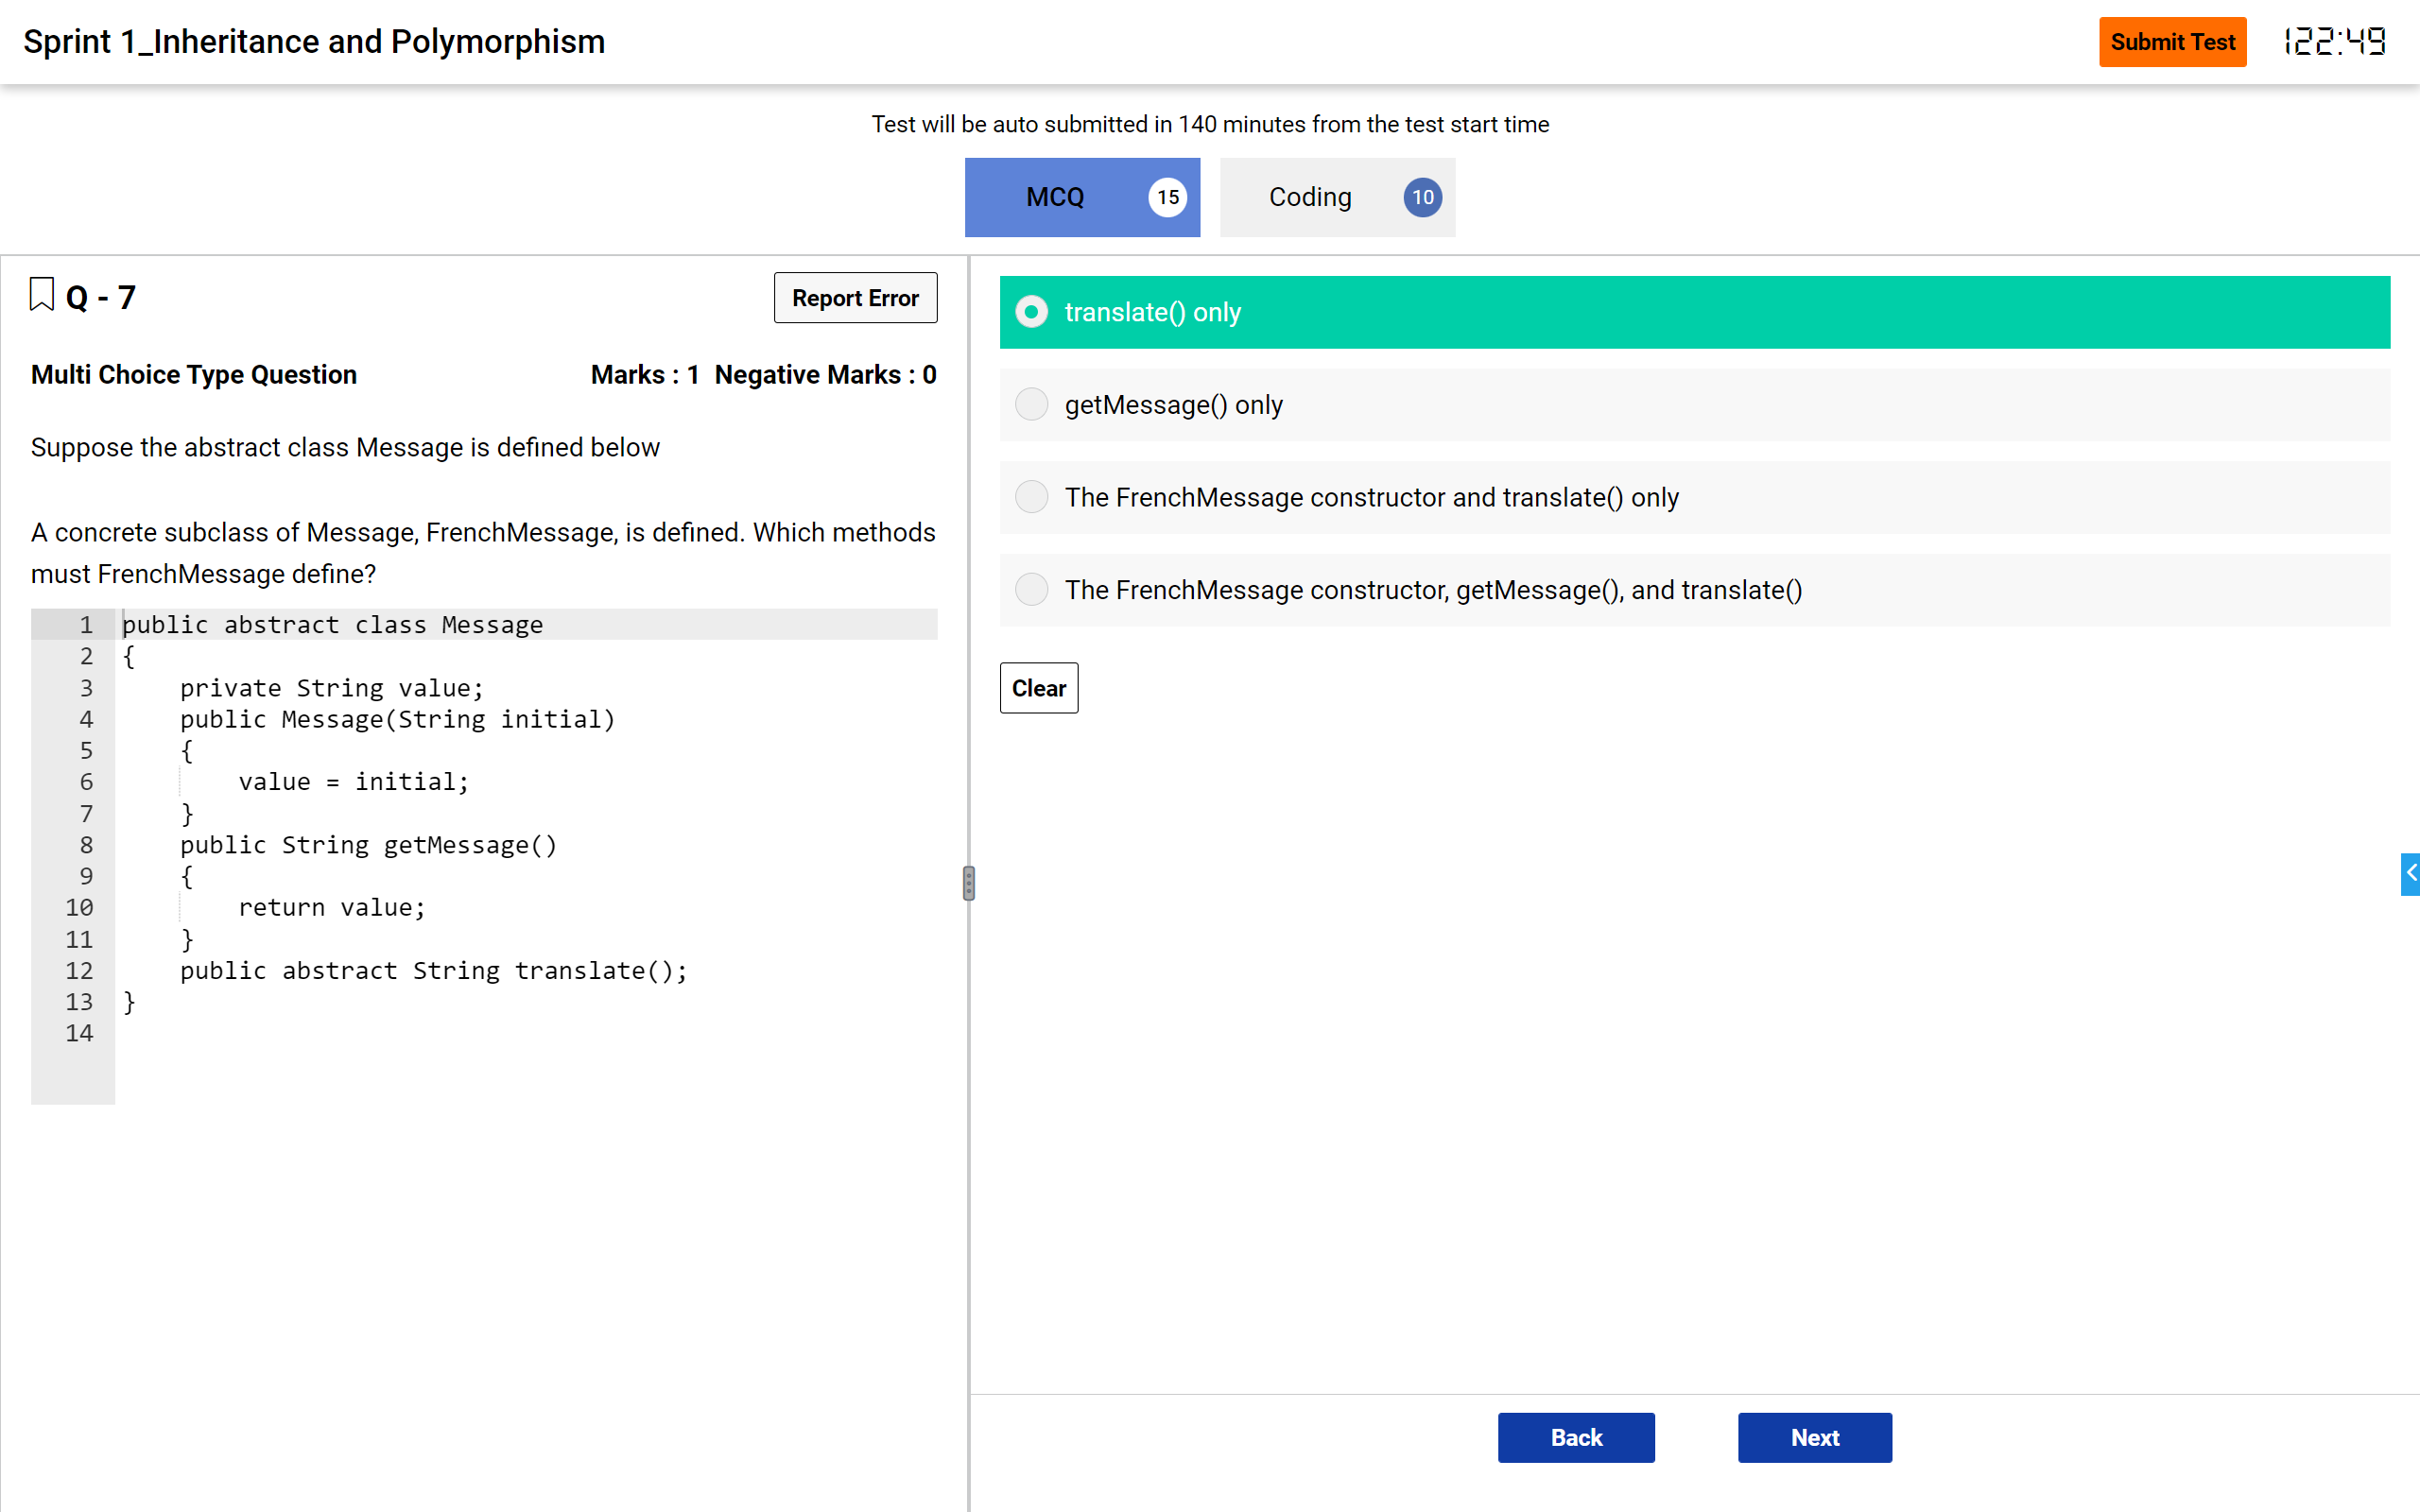 Sprint 1_Inheritance and Polymorphism
Submit Test
122:49
Test will be auto submitted in 140 minutes from the test start time
MCQ 15
Coding 10
Q - 7
Report Error
Multi Choice Type Question
Marks : 1 Negative Marks : 0
Suppose the abstract class Message is defined below
A concrete subclass of Message, FrenchMessage, is defined. Which methods
must FrenchMessage define?
1 public abstract class Message
2 {
3     private String value;
4     public Message(String initial)
5     {
6         value = initial;
7     }
8     public String getMessage()
9     {
10         return value;
11     }
12     public abstract String translate();
13 }
14
translate() only
getMessage() only
The FrenchMessage constructor and translate() only
The FrenchMessage constructor, getMessage(), and translate()
Clear
Back
Next